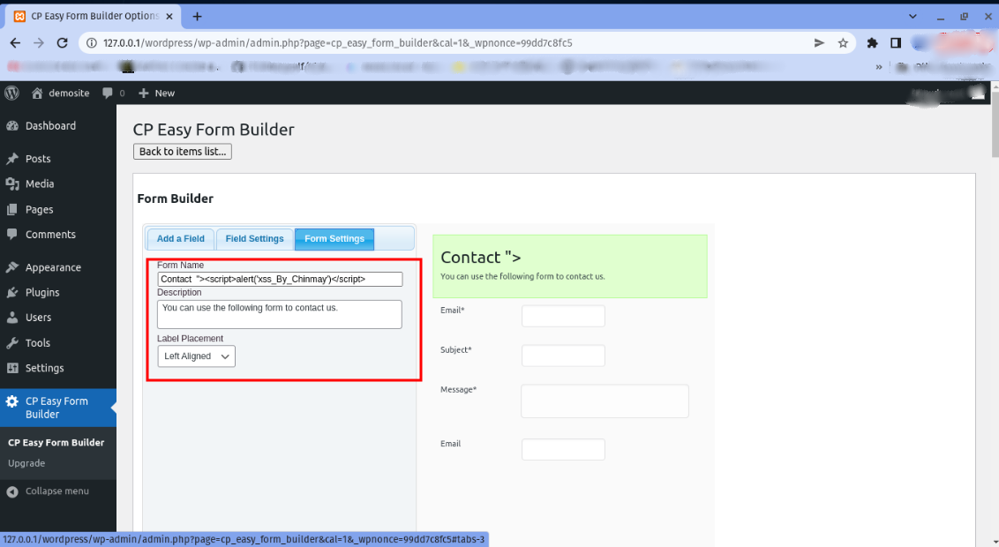 CP Easy Form Builder Options
127.0.0.1/wordpress/wp-admin/admin.php?page=cp_easy_form_builder&cal=1&_wpnonce=99dd7c8fc5
demosite
0
New
Dashboard
Posts
Media
Pages
Comments
Appearance
Plugins
Users
Tools
Settings
CP Easy Form
Builder
CP Easy Form Builder
Upgrade
Collapse menu
CP Easy Form Builder
Back to items list...
Form Builder
Add a Field
Field Settings
Form Settings
Form Name
Contact "><script>alert('xss_By_Chinmay')</script>
Description
You can use the following form to contact us.
Label Placement
Left Aligned
Contact ">
You can use the following form to contact us.
Email*
Subject*
Message*
Email
127.0.0.1/wordpress/wp-admin/admin.php?page=cp_easy_form_builder&cal=1&_wpnonce=99dd7c8fc5#tabs-3